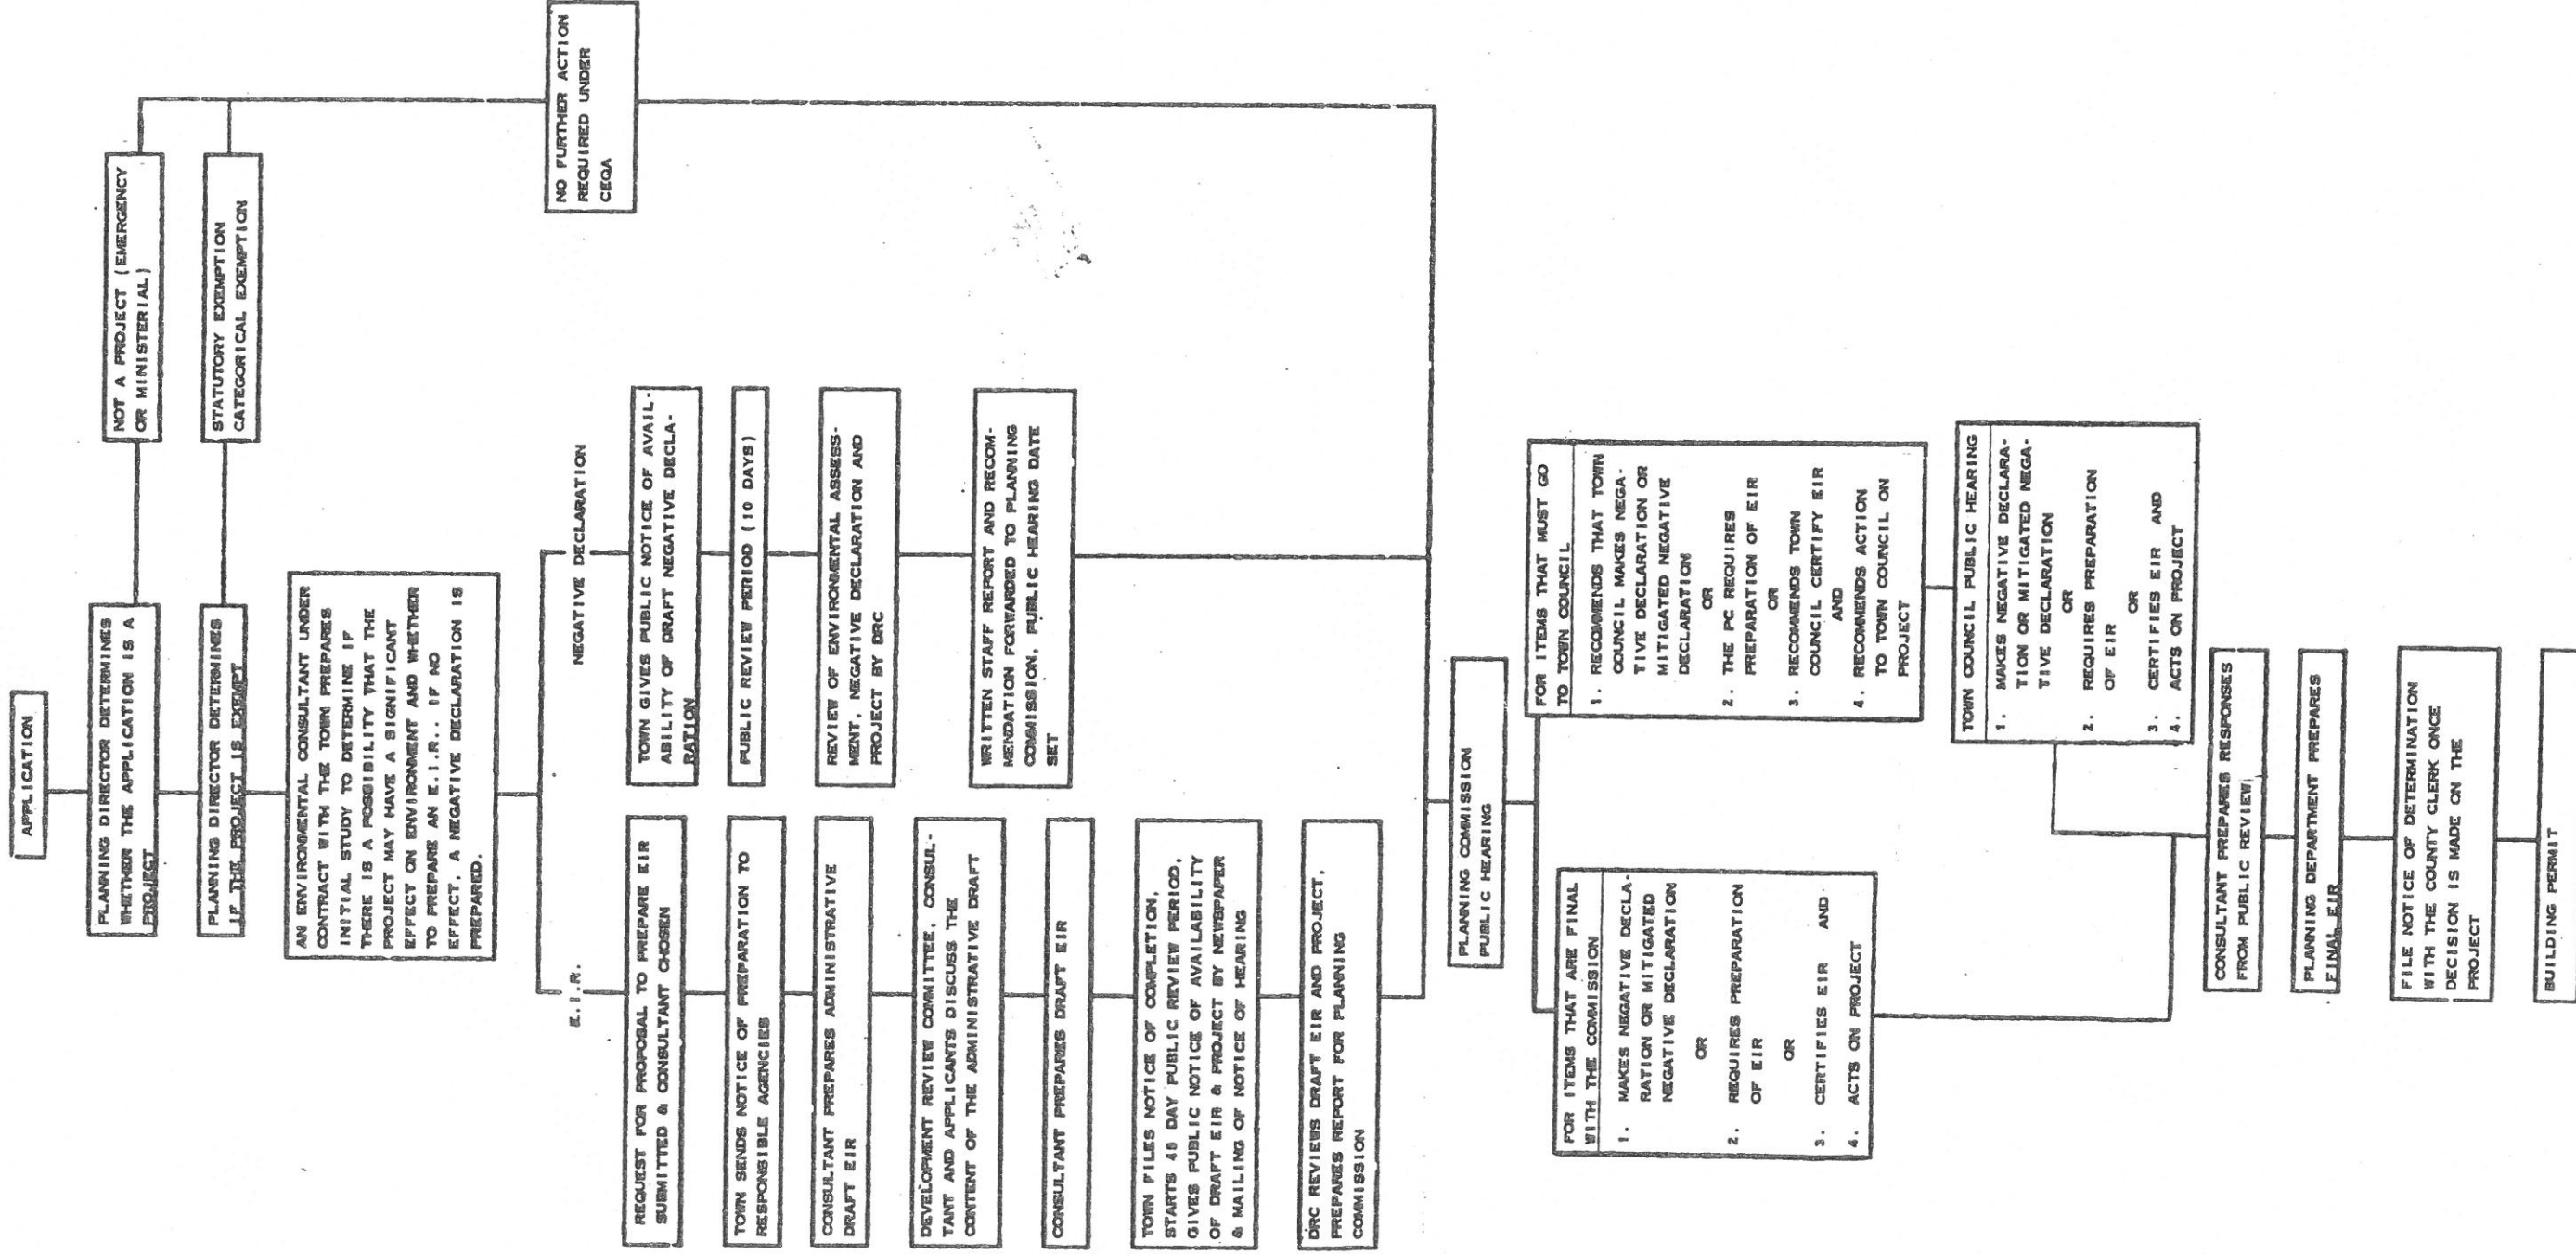 APPLICATION
PLANNING DIRECTOR DETERMINES
WHETHER THE APPLICATION IS A
PROJECT
NOT A PROJECT (EMERGENCY
OR MINISTERIAL)
PLANNING DIRECTOR DETERMINES
IF THE PROJECT IS EXEMPT
STATUTORY EXEMPTION
CATEGORICAL EXEMPTION
AN ENVIRONMENTAL CONSULTANT UNDER
CONTRACT WITH THE TOWN PREPARES
INITIAL STUDY TO DETERMINE IF
THERE IS A POSSIBILITY THAT THE
PROJECT MAY HAVE A SIGNIFICANT
EFFECT ON ENVIRONMENT AND WHETHER
TO PREPARE AN E.I.R.. IF NO
EFFECT, A NEGATIVE DECLARATION IS
PREPARED.
NO FURTHER ACTION
REQUIRED UNDER
CEQA
E.I.R.
REQUEST FOR PROPOSAL TO PREPARE EIR
SUBMITTED & CONSULTANT CHOSEN
TOWN SENDS NOTICE OF PREPARATION TO
RESPONSIBLE AGENCIES
CONSULTANT PREPARES ADMINISTRATIVE
DRAFT EIR
DEVELOPMENT REVIEW COMMITTEE, CONSUL-
TANT AND APPLICANTS DISCUSS THE
CONTENT OF THE ADMINISTRATIVE DRAFT
CONSULTANT PREPARES DRAFT EIR
TOWN FILES NOTICE OF COMPLETION,
STARTS 45 DAY PUBLIC REVIEW PERIOD,
GIVES PUBLIC NOTICE OF AVAILABILITY
OF DRAFT EIR & PROJECT BY NEWSPAPER
& MAILING OF NOTICE OF HEARING
DRC REVIEWS DRAFT EIR AND PROJECT,
PREPARES REPORT FOR PLANNING
COMMISSION
NEGATIVE DECLARATION
TOWN GIVES PUBLIC NOTICE OF AVAIL-
ABILITY OF DRAFT NEGATIVE DECLA-
RATION
PUBLIC REVIEW PERIOD (10 DAYS)
REVIEW OF ENVIRONMENTAL ASSESS-
MENT, NEGATIVE DECLARATION AND
PROJECT BY DRC
WRITTEN STAFF REPORT AND RECOM-
MENDATION FORWARDED TO PLANNING
COMMISSION, PUBLIC HEARING DATE
SET
PLANNING COMMISSION
PUBLIC HEARING
FOR ITEMS THAT ARE FINAL
WITH THE COMMISSION
1. MAKES NEGATIVE DECLA-
RATION OR MITIGATED
NEGATIVE DECLARATION
OR
2. REQUIRES PREPARATION
OF EIR
OR
3. CERTIFIES EIR AND
4. ACTS ON PROJECT
FOR ITEMS THAT MUST GO
TO TOWN COUNCIL
1. RECOMMENDS THAT TOWN
COUNCIL MAKES NEGA-
TIVE DECLARATION OR
MITIGATED NEGATIVE
DECLARATION
OR
2. THE PC REQUIRES
PREPARATION OF EIR
OR
3. RECOMMENDS TOWN
COUNCIL CERTIFY EIR
AND
4. RECOMMENDS ACTION
TO TOWN COUNCIL ON
PROJECT
TOWN COUNCIL PUBLIC HEARING
1. MAKES NEGATIVE DECLARA-
TION OR MITIGATED NEGA-
TIVE DECLARATION
OR
2. REQUIRES PREPARATION
OF EIR
OR
3. CERTIFIES EIR AND
4. ACTS ON PROJECT
CONSULTANT PREPARES RESPONSES
FROM PUBLIC REVIEW
PLANNING DEPARTMENT PREPARES
FINAL EIR
FILE NOTICE OF DETERMINATION
WITH THE COUNTY CLERK ONCE
DECISION IS MADE ON THE
PROJECT
BUILDING PERMIT